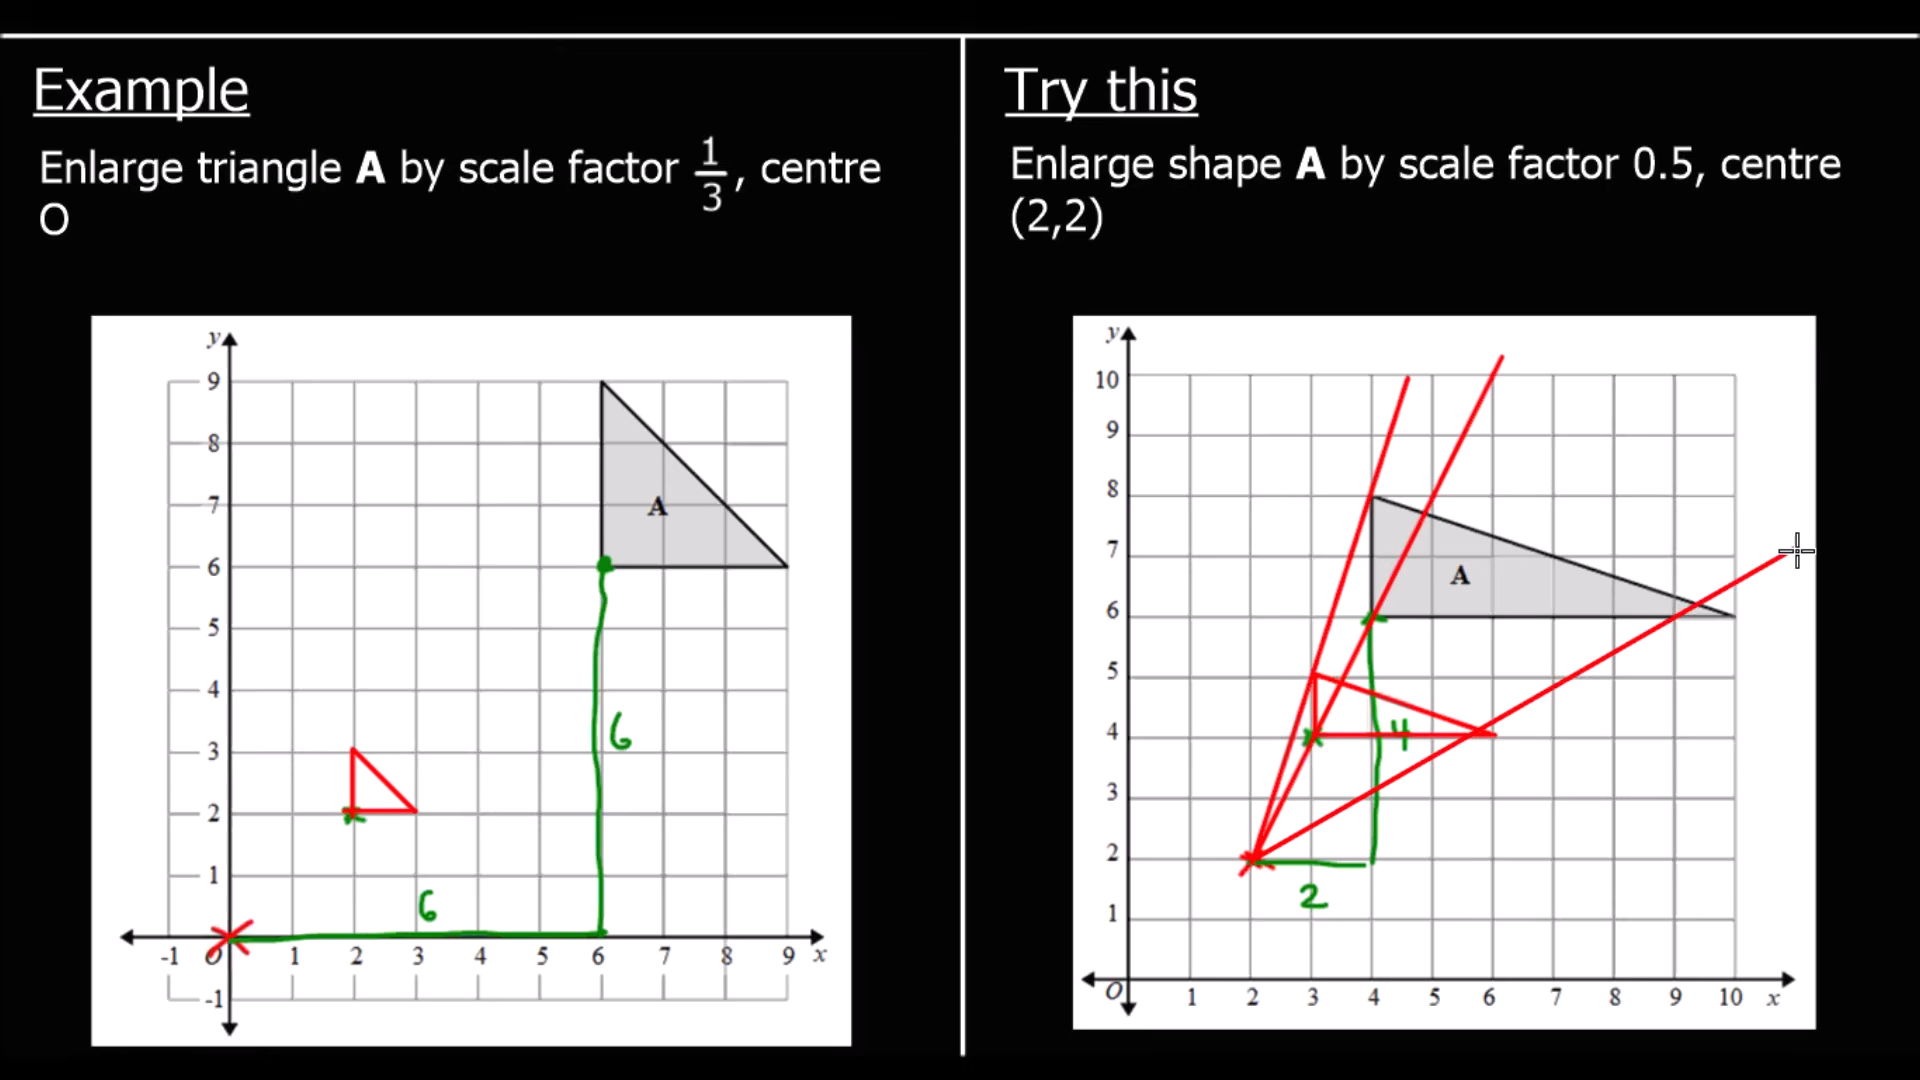 Example
Enlarge triangle A by scale factor 1/3, centre
O
y
9
8
7
A
6
5
4
6
3
2
1
6
-1 O 1 2 3 4 5 6 7 8 9 x
-1
Try this
Enlarge shape A by scale factor 0.5, centre
(2,2)
y
10
9
8
7
A
6
5
4
4
3
2
2
1
O 1 2 3 4 5 6 7 8 9 10 x